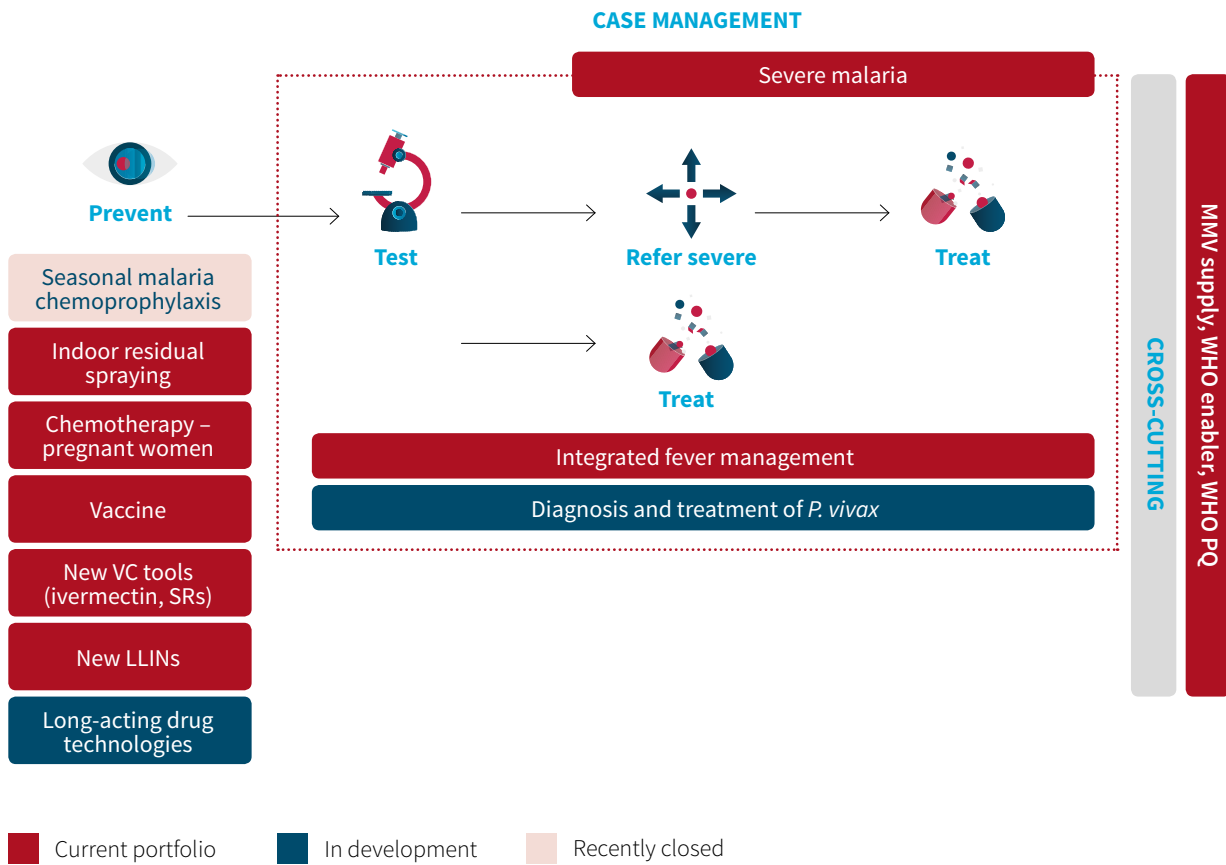 CASE MANAGEMENT
Severe malaria
Prevent
Test
Refer severe
Treat
Treat
Seasonal malaria
chemoprophylaxis
Indoor residual
spraying
Chemotherapy –
pregnant women
Vaccine
New VC tools
(ivermectin, SRs)
New LLINs
Long-acting drug
technologies
Integrated fever management
Diagnosis and treatment of P. vivax
CROSS-CUTTING
MMV supply, WHO enabler, WHO PQ
Current portfolio
In development
Recently closed